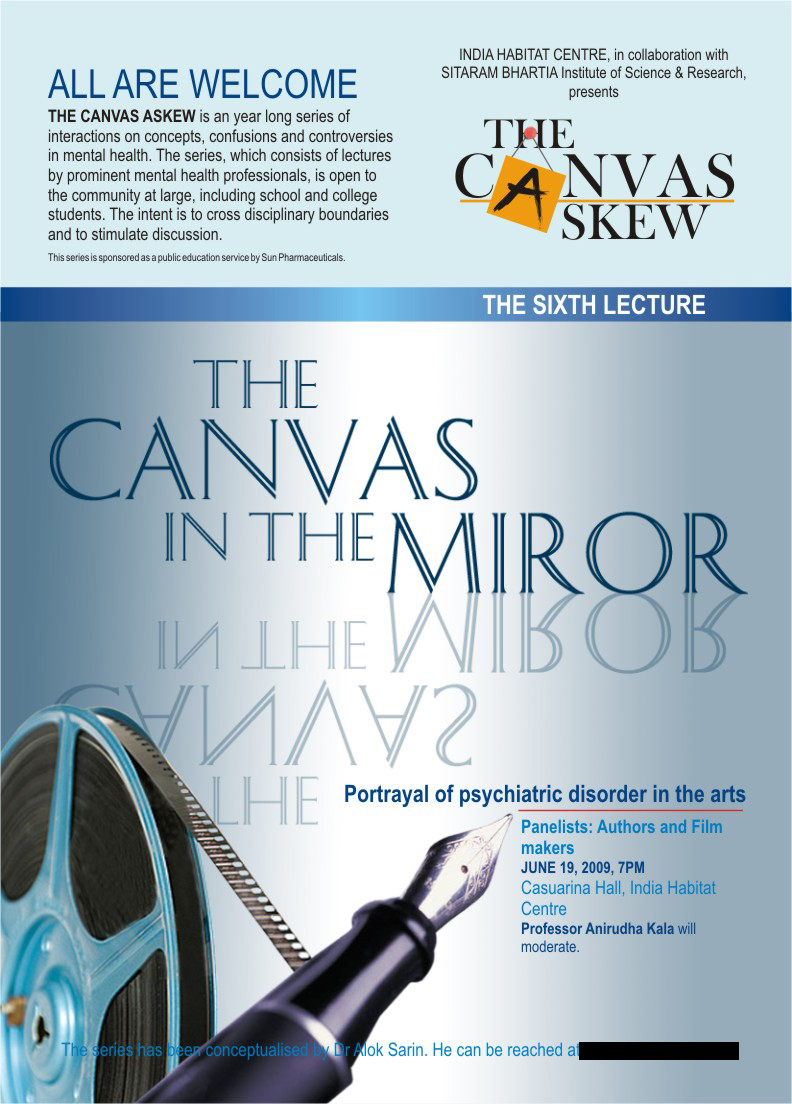 ALL ARE WELCOME
THE CANVAS ASKEW is an year long series of
interactions on concepts, confusions and controversies
in mental health. The series, which consists of lectures
by prominent mental health professionals, is open to
the community at large, including school and college
students. The intent is to cross disciplinary boundaries
and to stimulate discussion.
This series is sponsored as a public education service by Sun Pharmaceuticals.
INDIA HABITAT CENTRE, in collaboration with
SITARAM BHARTIA Institute of Science & Research,
presents
THE
CANVAS
ASKEW
THE SIXTH LECTURE
THE
CANVAS
IN THE MIROR
IN THE MIROR
CANVAS
THE
Portrayal of psychiatric disorder in the arts
Panelists: Authors and Film
makers
JUNE 19, 2009, 7PM
Casuarina Hall, India Habitat
Centre
Professor Anirudha Kala will
moderate.
The series has been conceptualised by Dr Alok Sarin. He can be reached at